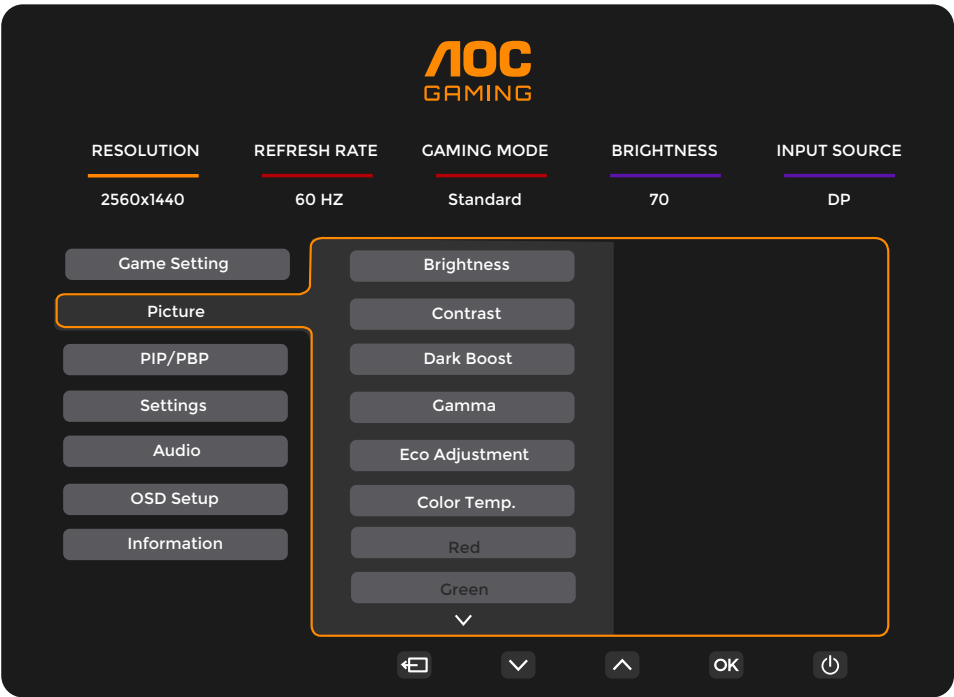 AOC
GAMING
RESOLUTION REFRESH RATE GAMING MODE BRIGHTNESS INPUT SOURCE
2560x1440 60 HZ Standard 70 DP
Game Setting
Picture
PIP/PBP
Settings
Audio
OSD Setup
Information
Brightness
Contrast
Dark Boost
Gamma
Eco Adjustment
Color Temp.
Red
Green
OK